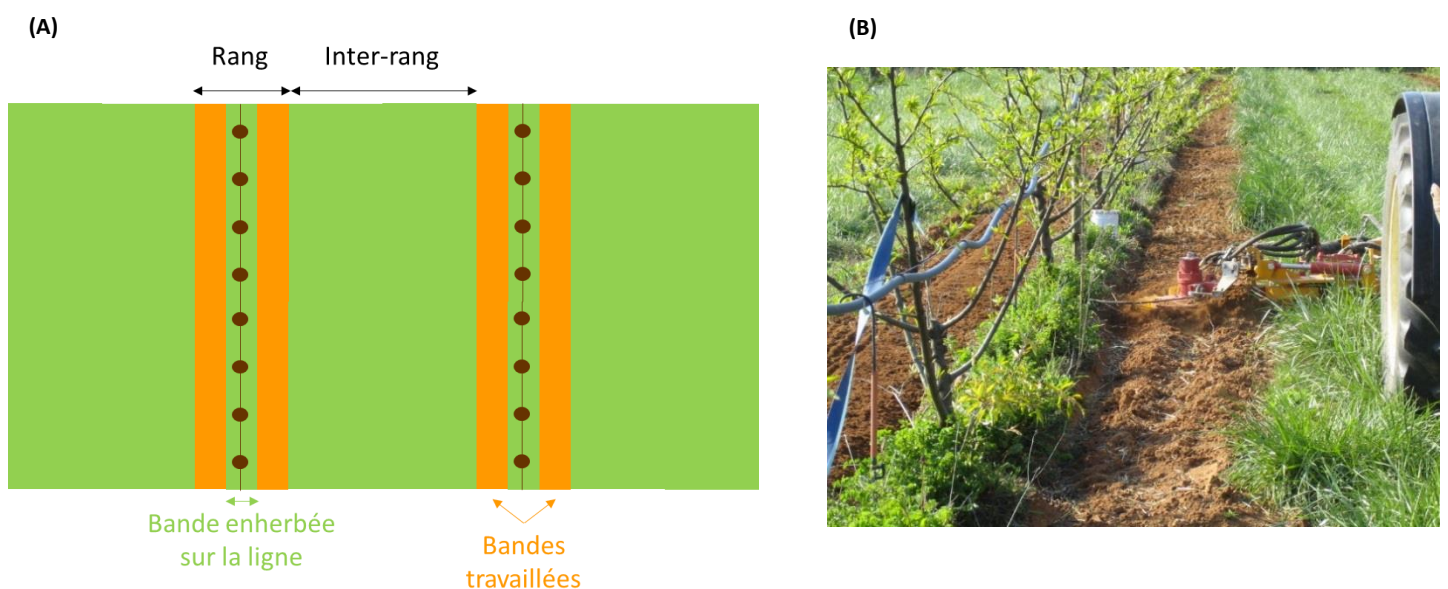 (A)
(B)
Rang
Inter-rang
Bande enherbée
sur la ligne
Bandes
travaillées